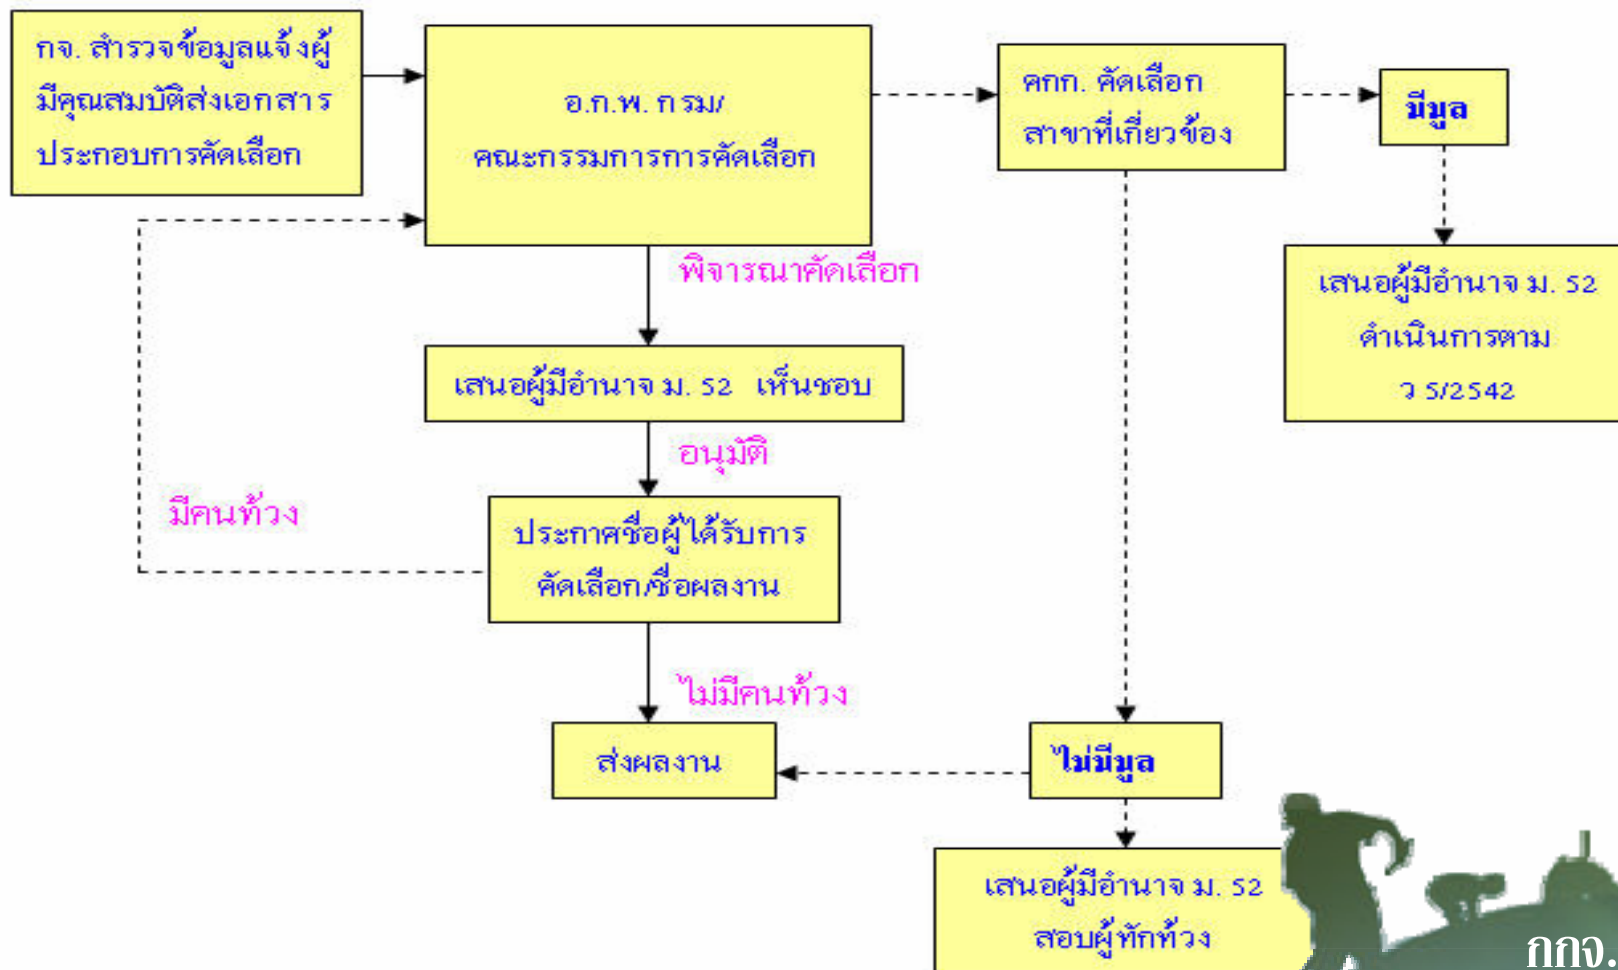 กจ. สำรวจข้อมูลแจ้งผู้
มีคุณสมบัติส่งเอกสาร
ประกอบการคัดเลือก
อ.ก.พ. กรม/
คณะกรรมการการคัดเลือก
คกก. คัดเลือก
สาขาที่เกี่ยวข้อง
มีมูล
พิจารณาคัดเลือก
เสนอผู้มีอำนาจ ม. 52
ดำเนินการตาม
ว 5/2542
เสนอผู้มีอำนาจ ม. 52 เห็นชอบ
อนุมัติ
มีคนท้วง
ประกาศชื่อผู้ได้รับการ
คัดเลือก/ชื่อผลงาน
ไม่มีคนท้วง
ส่งผลงาน
ไม่มีมูล
เสนอผู้มีอำนาจ ม. 52
สอบผู้ทักท้วง
กกจ.